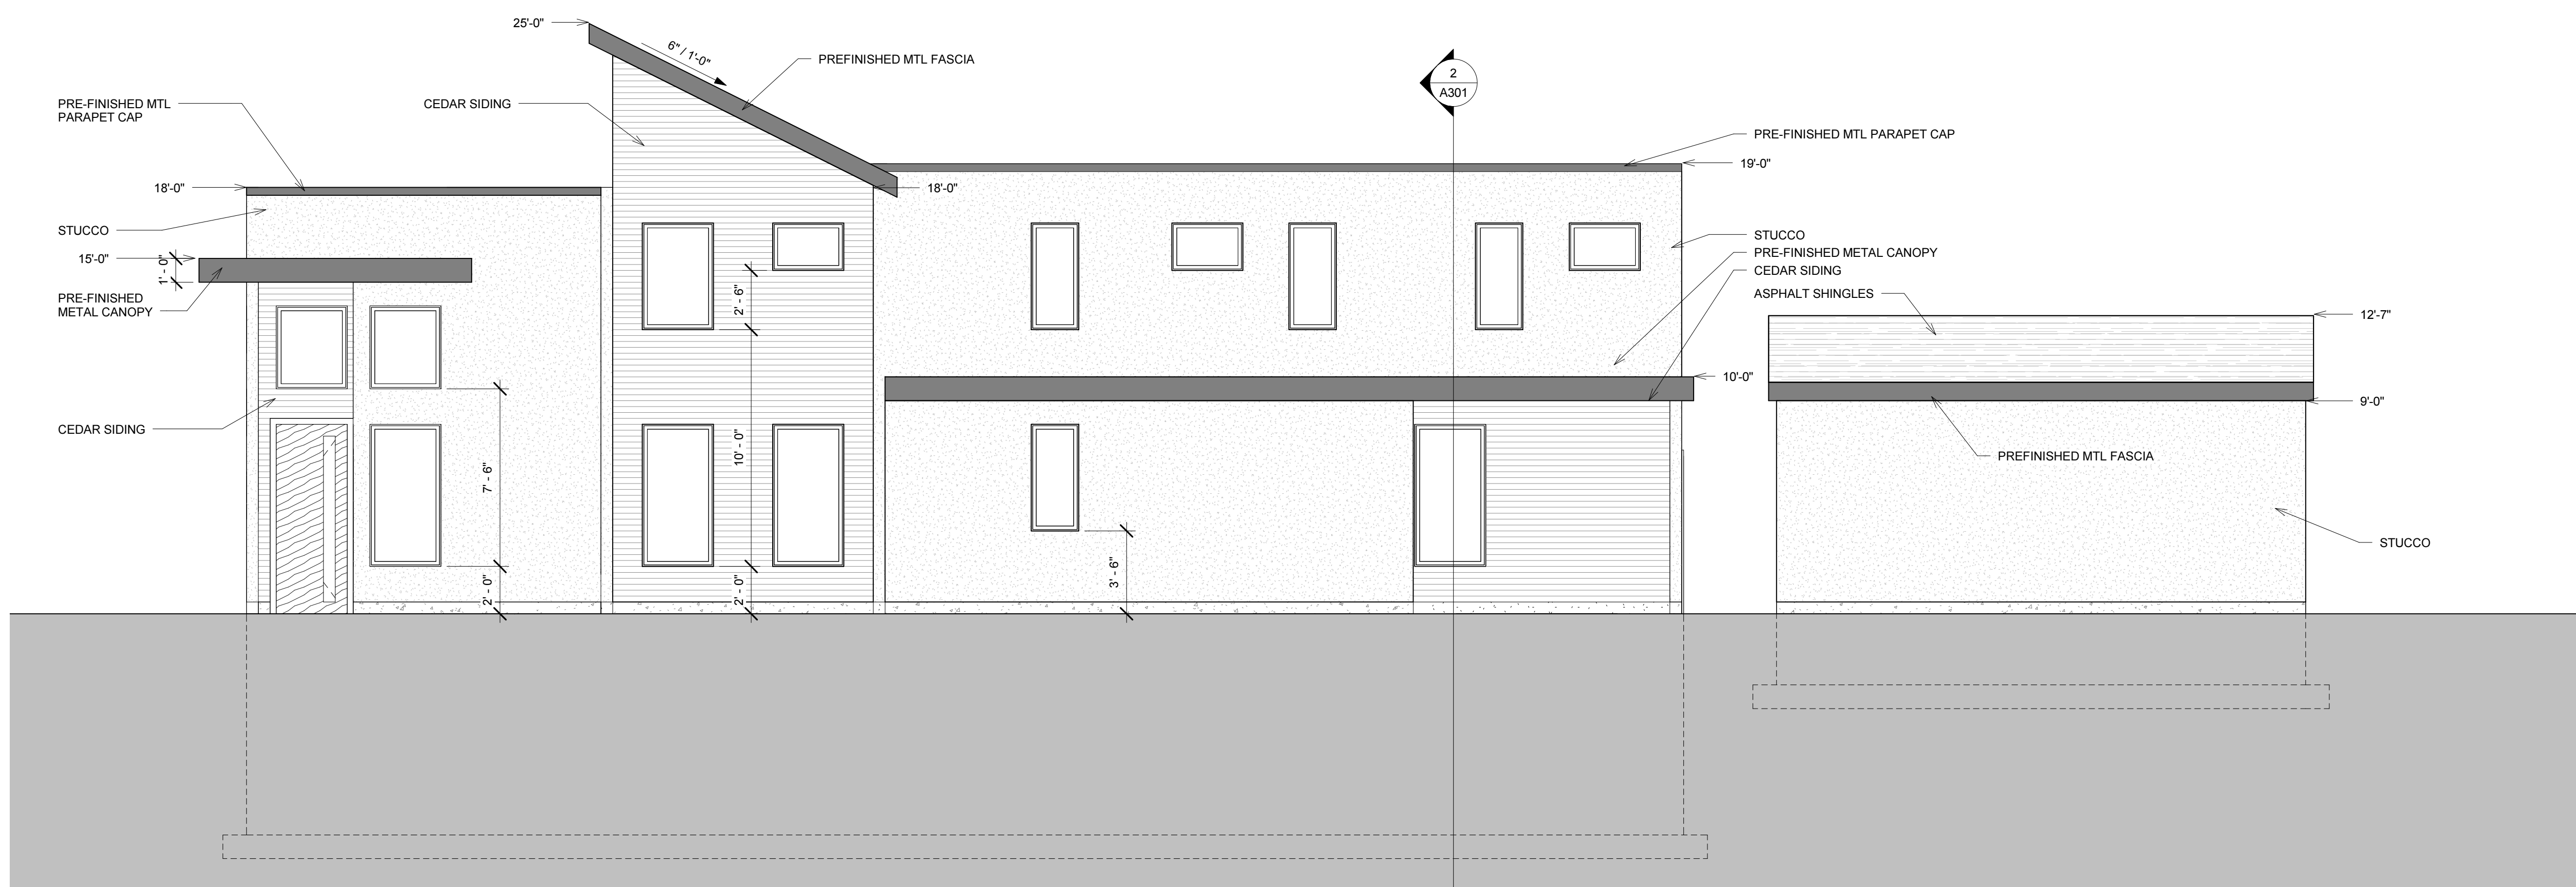 25'-0"
6" / 1'-0"
PREFINISHED MTL FASCIA
2
A301
PRE-FINISHED MTL
PARAPET CAP
CEDAR SIDING
PRE-FINISHED MTL PARAPET CAP
19'-0"
18'-0"
18'-0"
STUCCO
15'-0"
1' - 0"
PRE-FINISHED
METAL CANOPY
STUCCO
PRE-FINISHED METAL CANOPY
CEDAR SIDING
ASPHALT SHINGLES
2' - 6"
12'-7"
10'-0"
9'-0"
CEDAR SIDING
7' - 6"
10' - 0"
PREFINISHED MTL FASCIA
STUCCO
2' - 0"
2' - 0"
3' - 6"